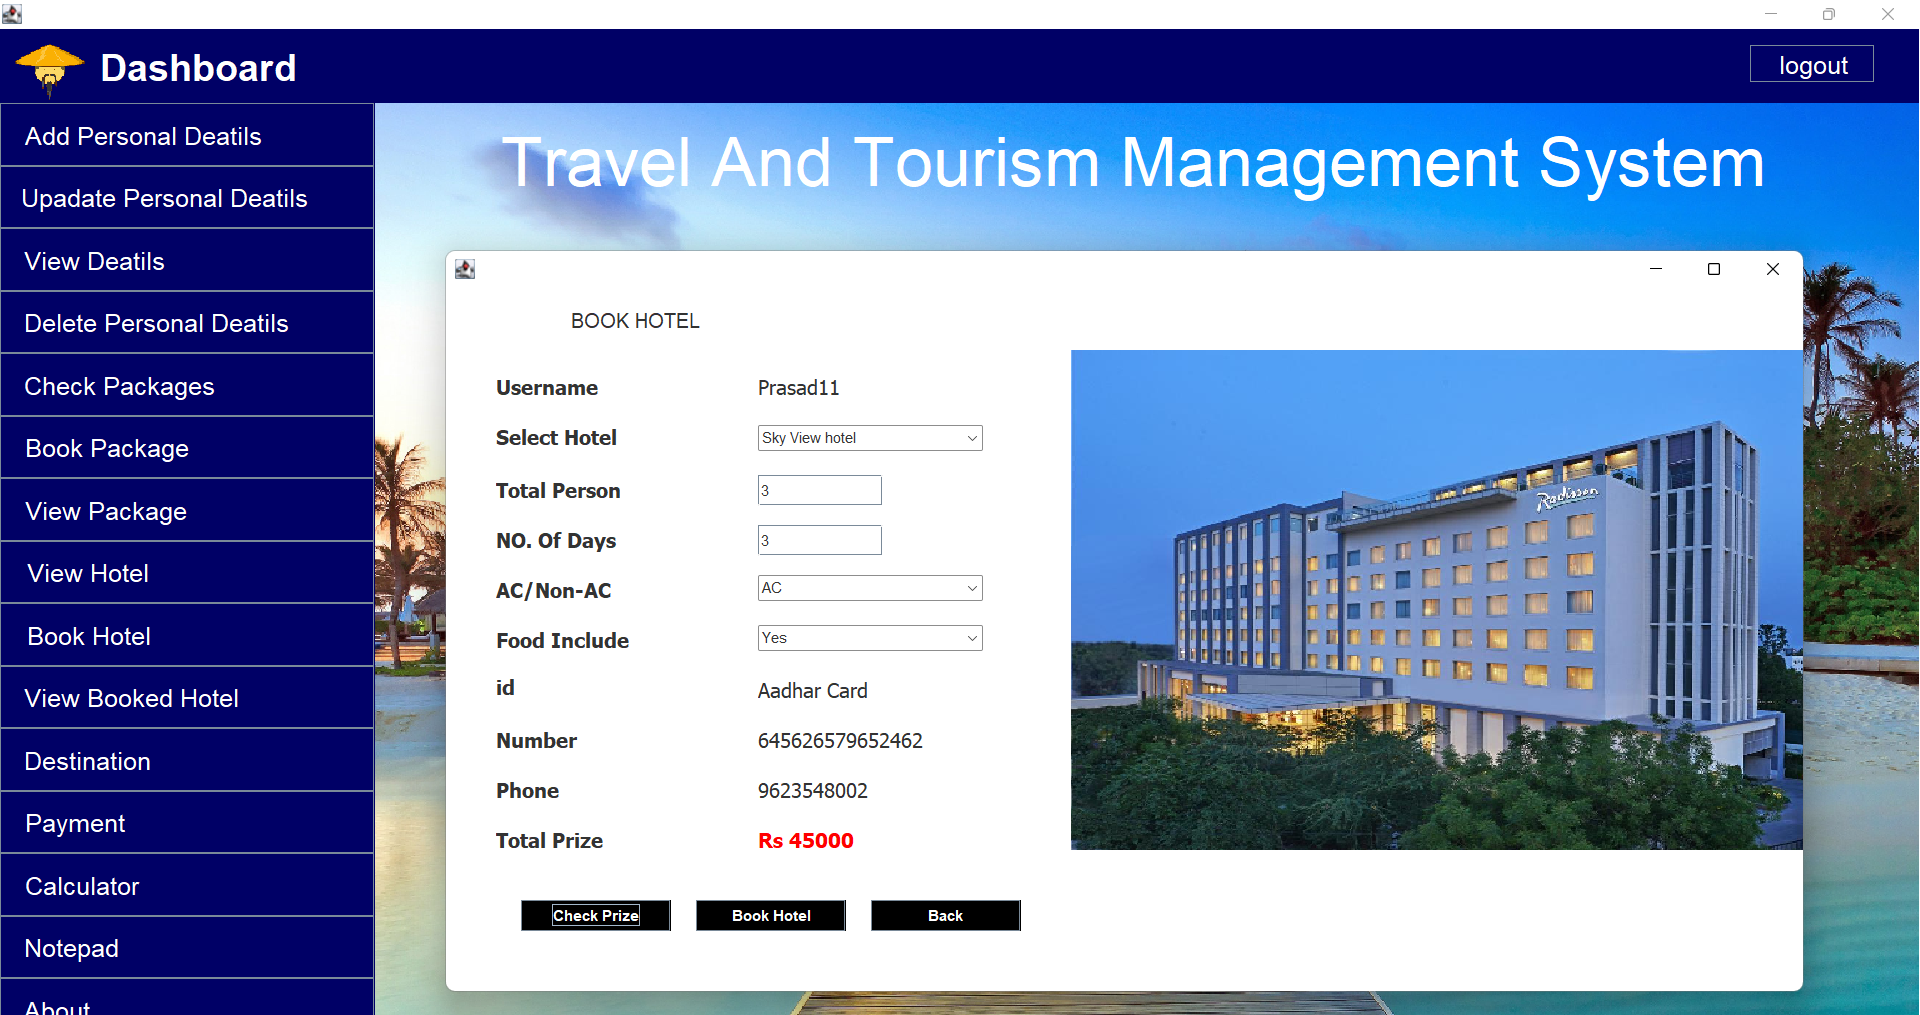 Dashboard
logout
Add Personal Deatils
Upadate Personal Deatils
View Deatils
Delete Personal Deatils
Check Packages
Book Package
View Package
View Hotel
Book Hotel
View Booked Hotel
Destination
Payment
Calculator
Notepad
About
Travel And Tourism Management System
BOOK HOTEL
Username Prasad11
Select Hotel Sky View hotel
Total Person 3
NO. Of Days 3
AC/Non-AC AC
Food Include Yes
id Aadhar Card
Number 645626579652462
Phone 9623548002
Total Prize Rs 45000
Check Prize Book Hotel Back
Radisson